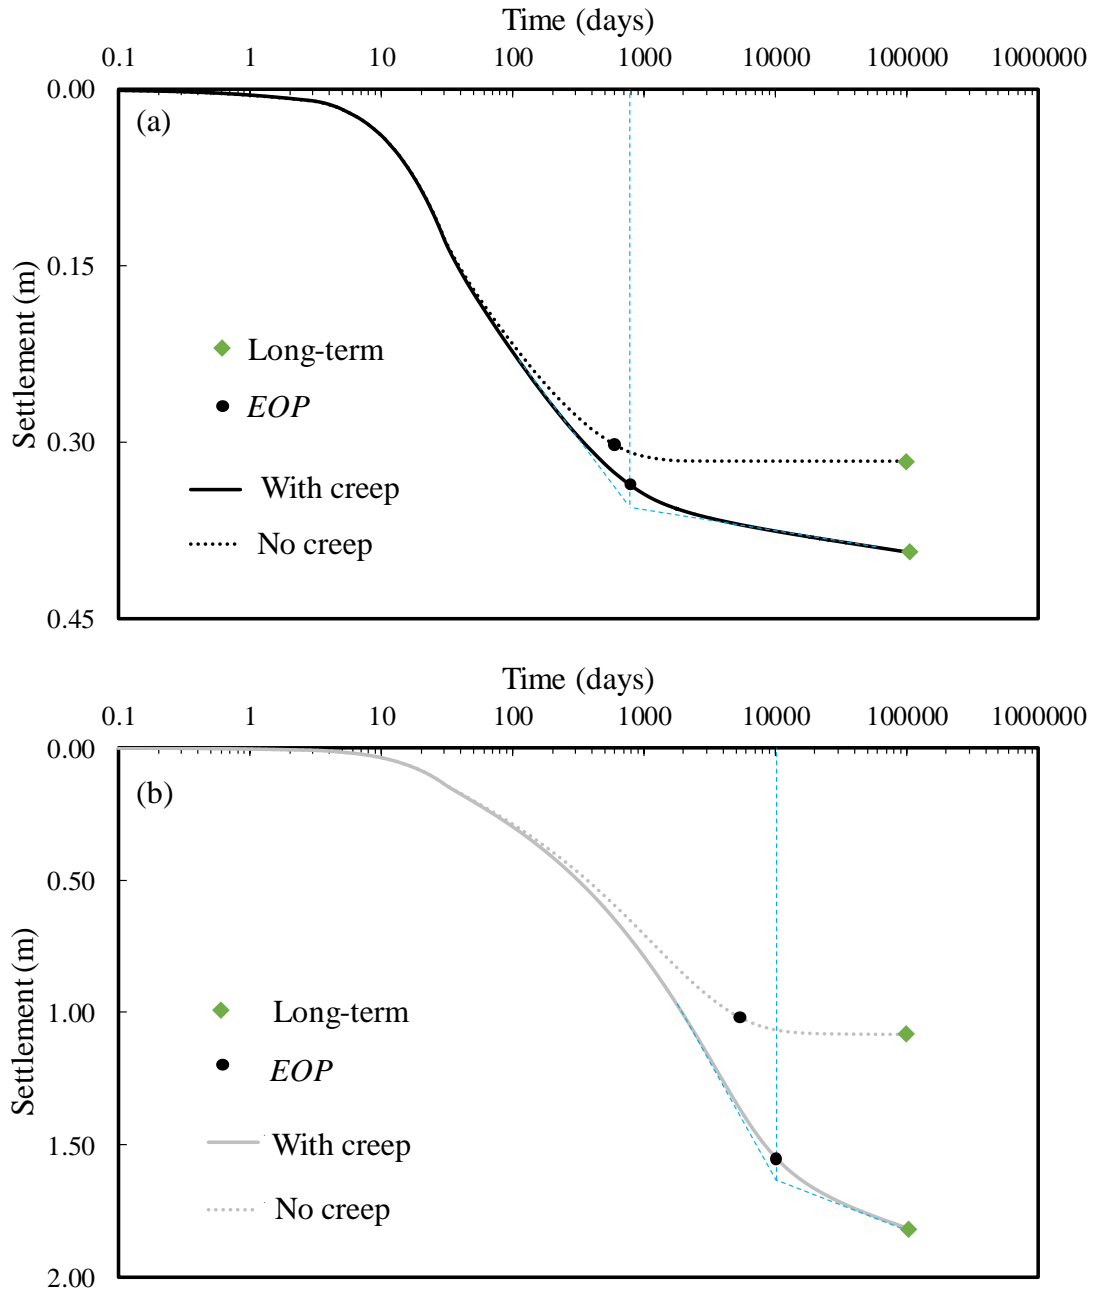 Time (days)
0.1 1 10 100 1000 10000 100000 1000000
0.00
(a)
0.15
Settlement (m)
Long-term
EOP
0.30
With creep
No creep
0.45
Time (days)
0.1 1 10 100 1000 10000 100000 1000000
0.00
(b)
0.50
Settlement (m)
1.00
Long-term
EOP
1.50
With creep
No creep
2.00